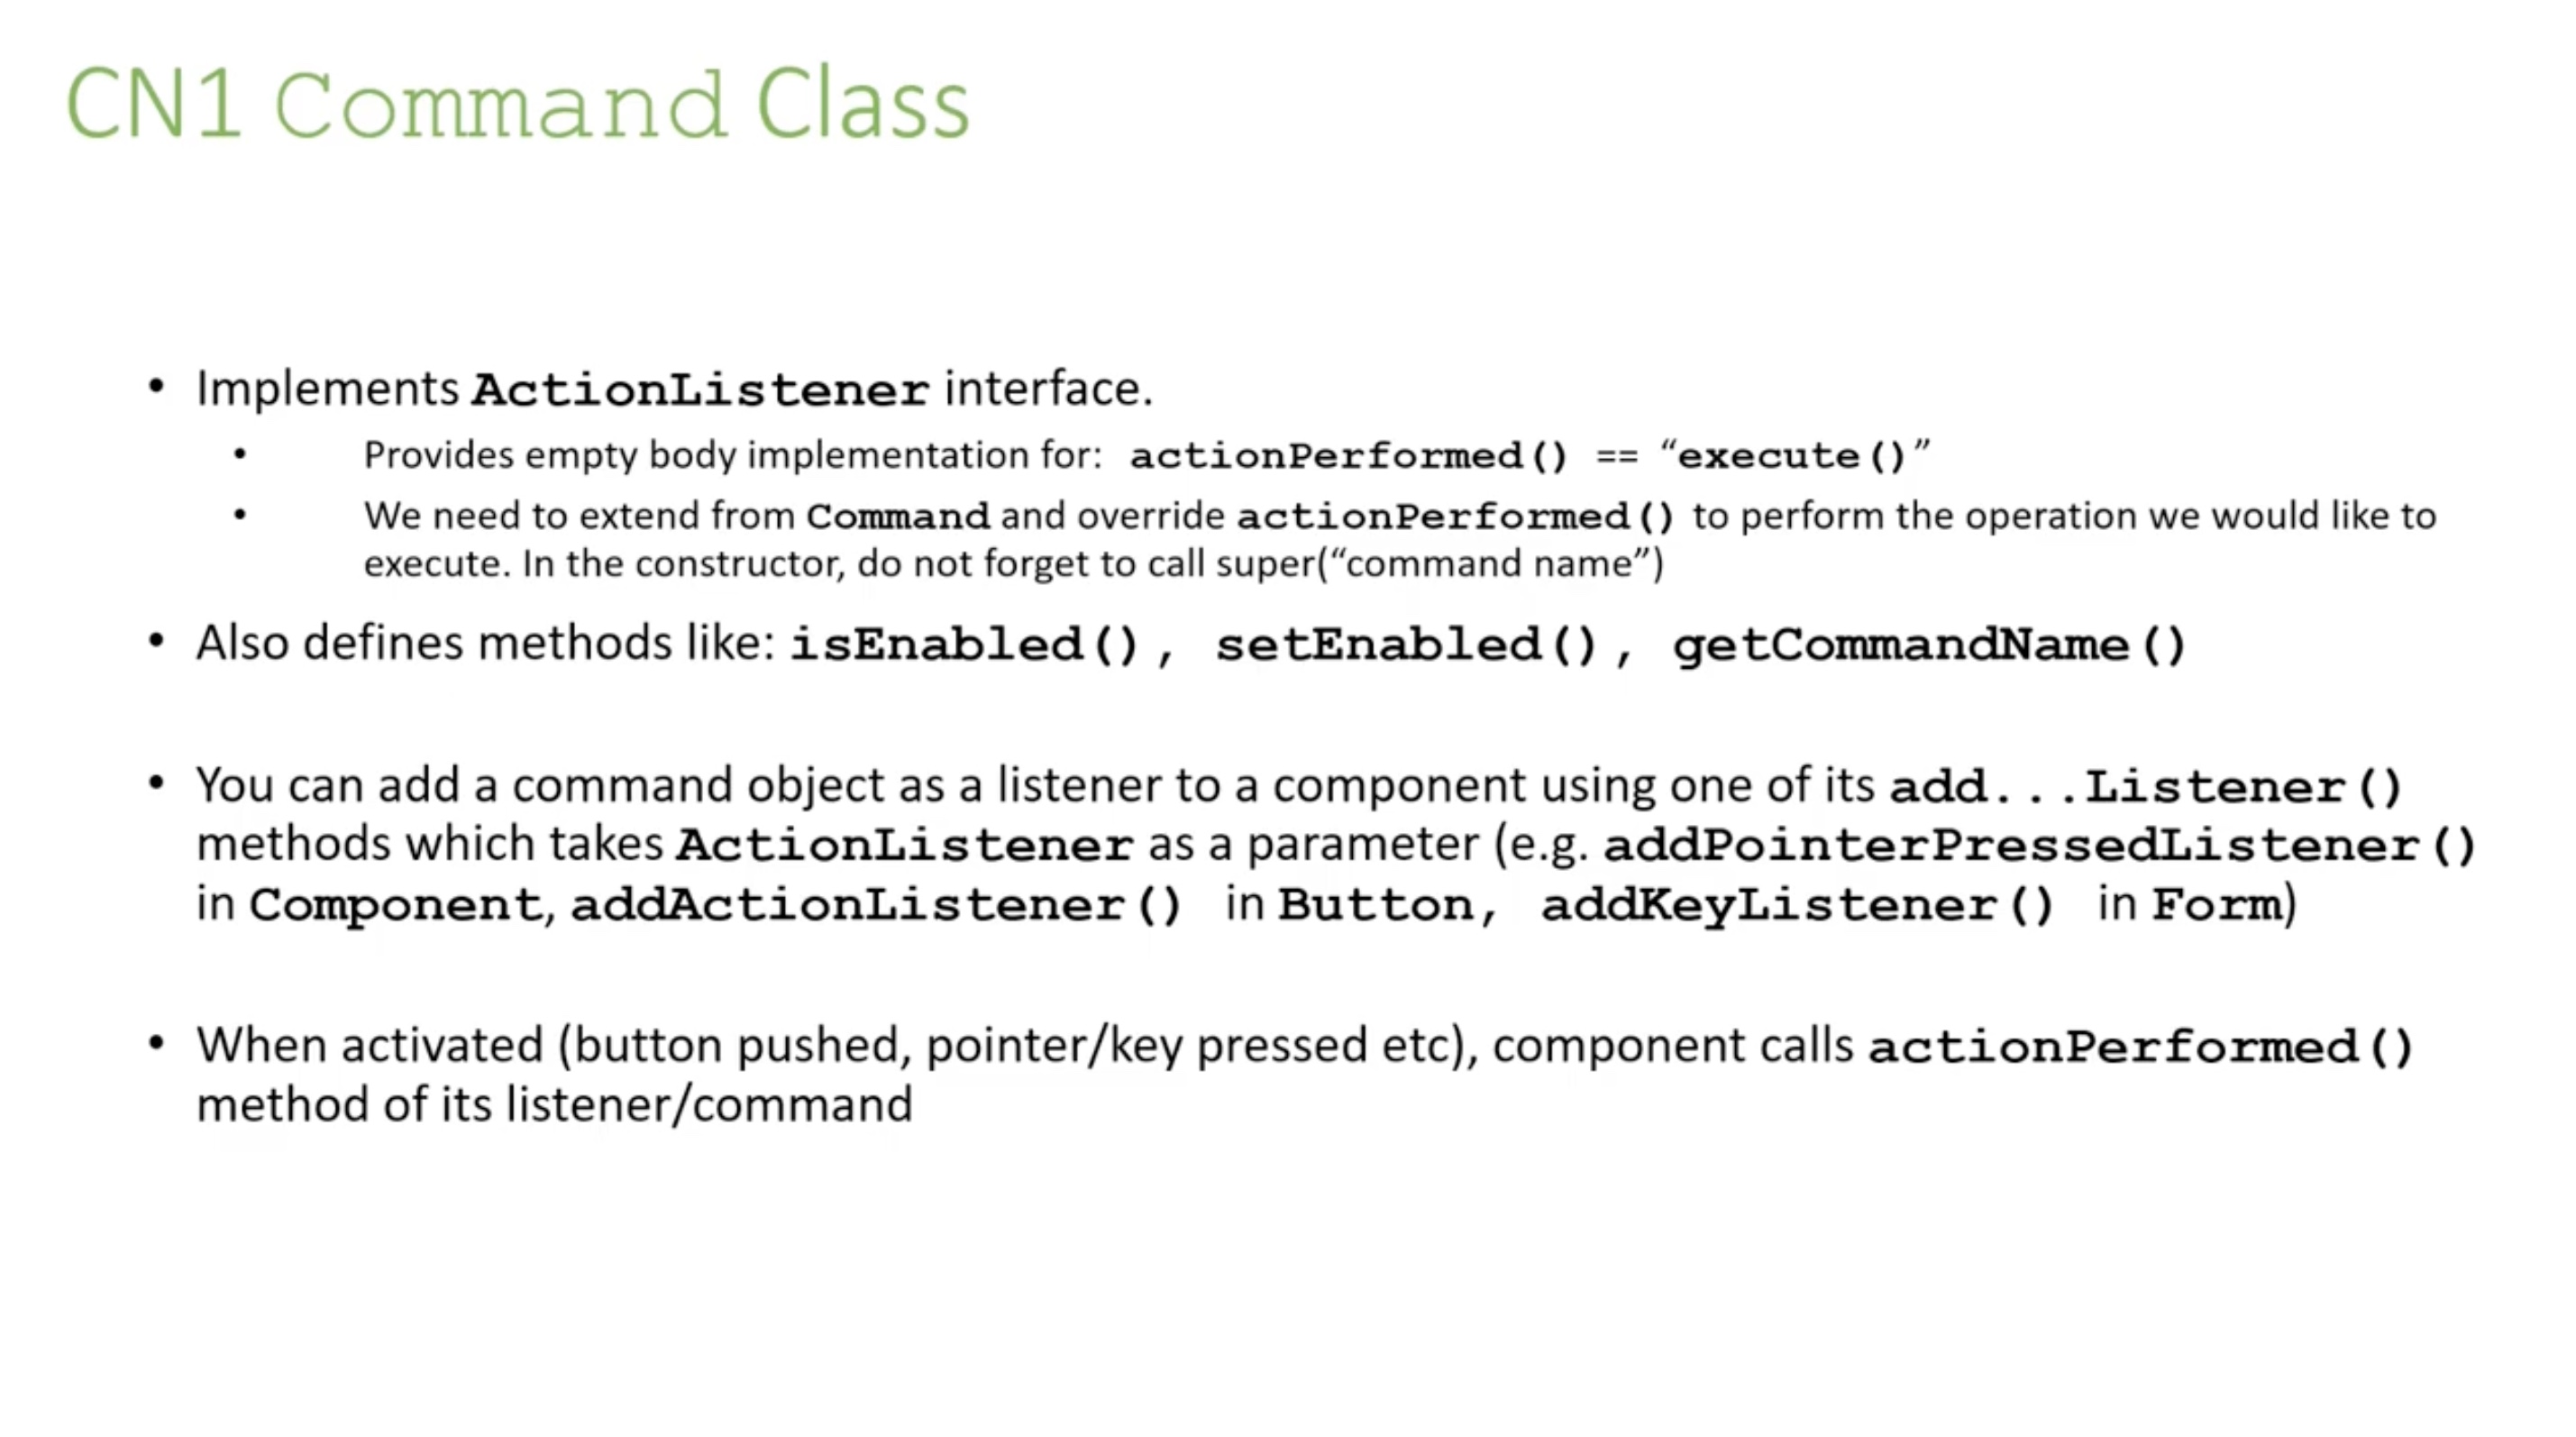 CN1 Command Class
• Implements ActionListener interface.
• Provides empty body implementation for: actionPerformed() == “execute()”
• We need to extend from Command and override actionPerformed() to perform the operation we would like to
execute. In the constructor, do not forget to call super(“command name”)
• Also defines methods like: isEnabled(), setEnabled(), getCommandName()
• You can add a command object as a listener to a component using one of its add...Listener()
methods which takes ActionListener as a parameter (e.g. addPointerPressedListener()
in Component, addActionListener() in Button, addKeyListener() in Form)
• When activated (button pushed, pointer/key pressed etc), component calls actionPerformed()
method of its listener/command